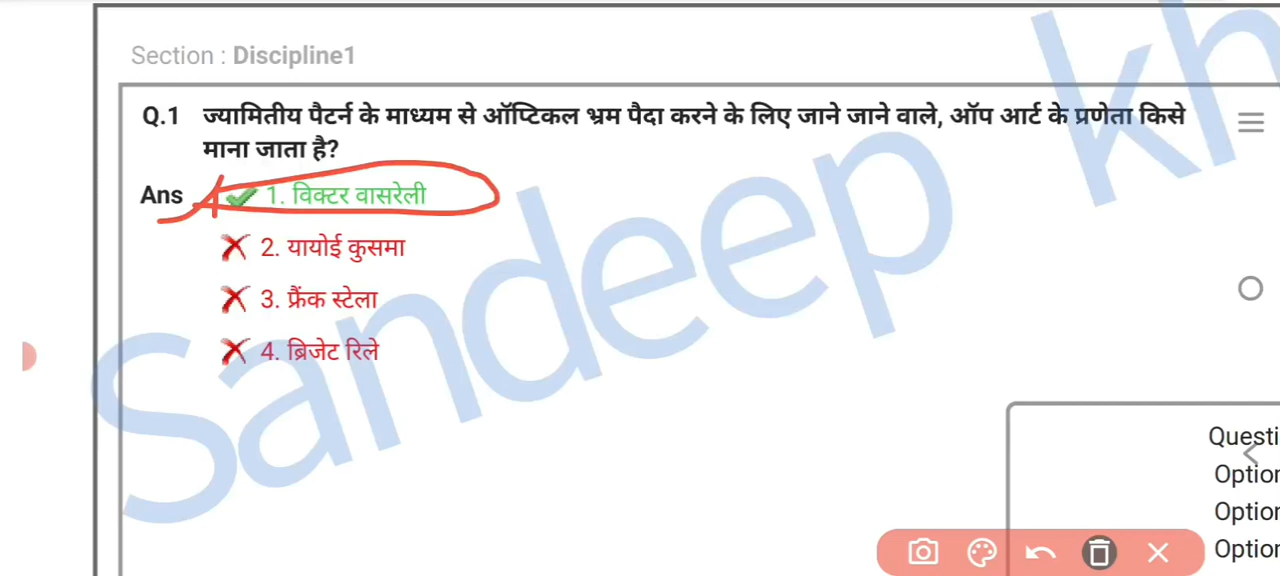 Section : Discipline1
Q.1 ज्यामितीय पैटर्न के माध्यम से ऑप्टिकल भ्रम पैदा करने के लिए जाने जाने वाले, ऑप आर्ट के प्रणेता किसे
माना जाता है?
Ans 1. विक्टर वासरेली
2. यायोई कुसमा
3. फ्रैंक स्टेला
4. ब्रिजेट रिले
Sandeep kh
Questi
Option
Option
Option